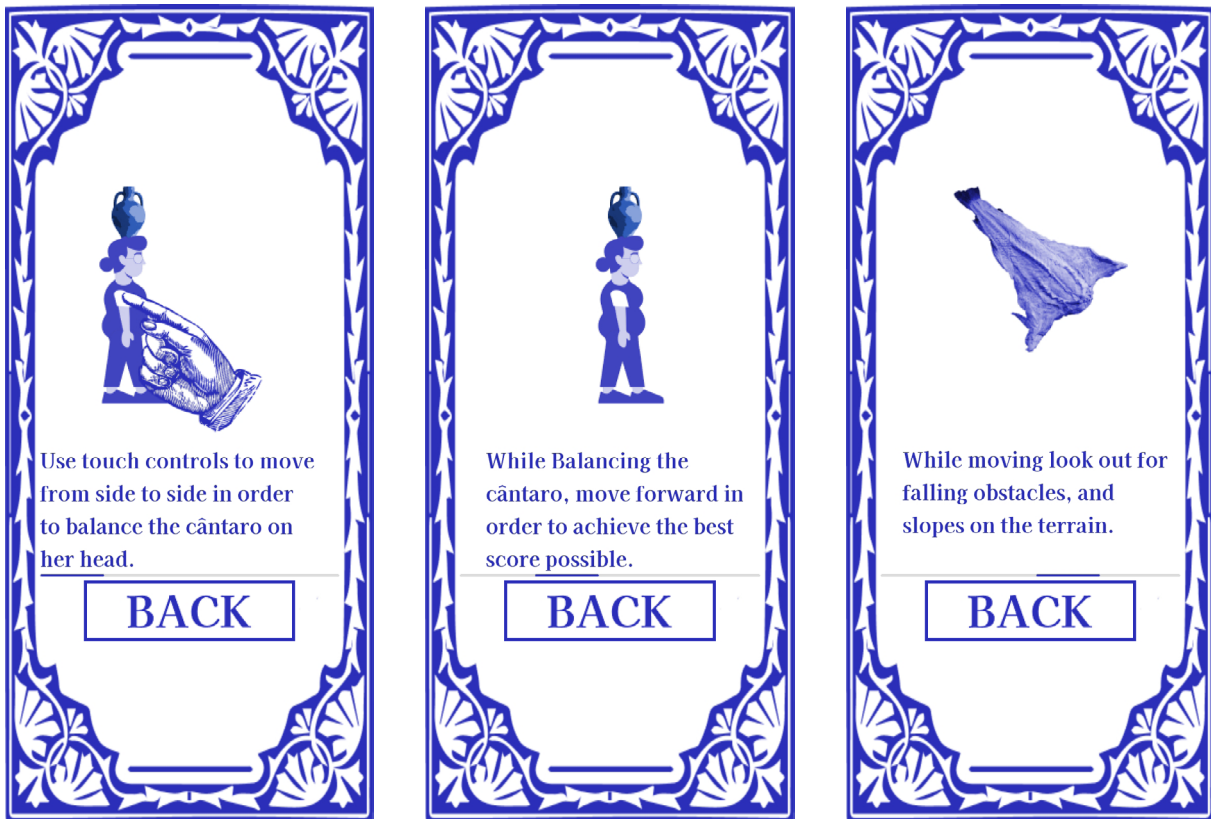 Use touch controls to move
from side to side in order
to balance the cântaro on
her head.
BACK
While Balancing the
cântaro, move forward in
order to achieve the best
score possible.
BACK
While moving look out for
falling obstacles, and
slopes on the terrain.
BACK